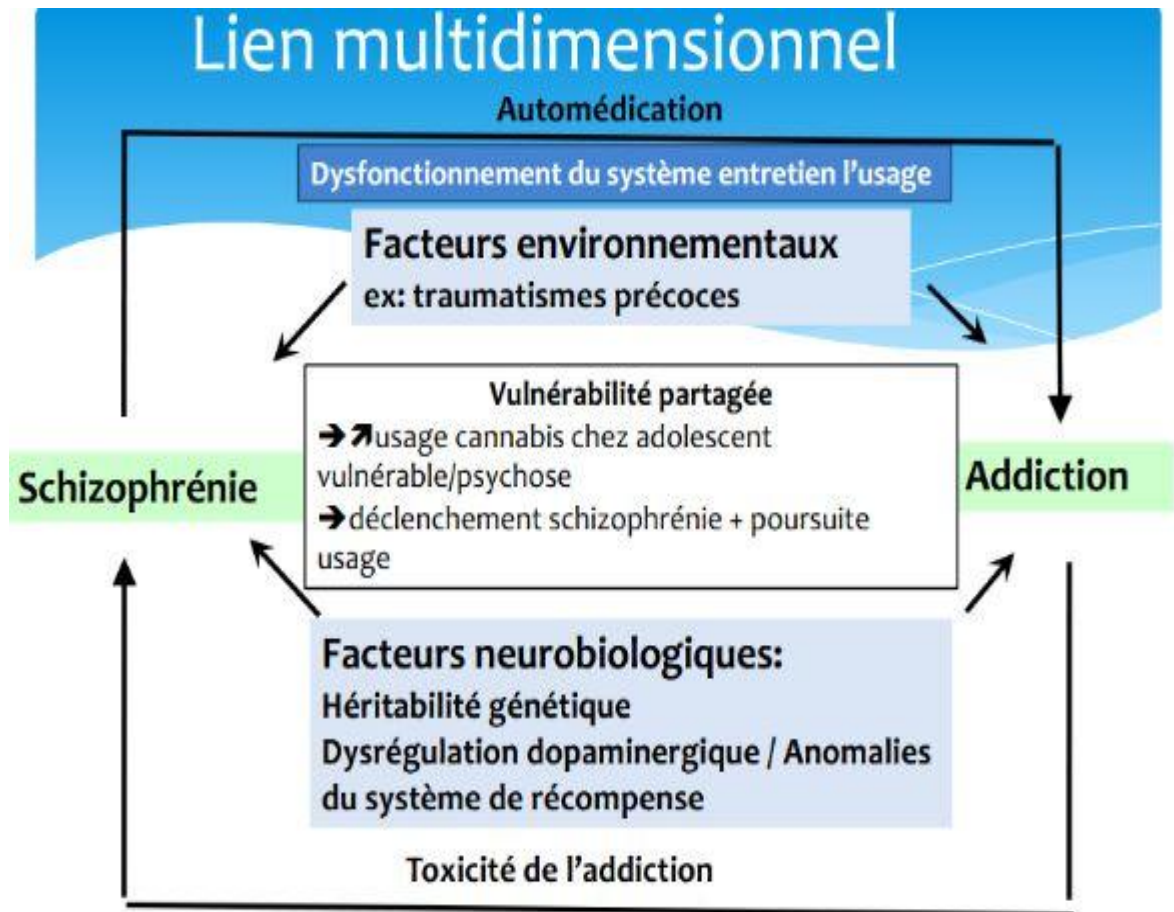 Lien multidimensionnel
Automédication
Dysfonctionnement du système entretien l'usage
Facteurs environnementaux
ex: traumatismes précoces
Vulnérabilité partagée
➔↗usage cannabis chez adolescent
vulnérable/psychose
➔déclenchement schizophrénie + poursuite
usage
Schizophrénie
Addiction
Facteurs neurobiologiques:
Héritabilité génétique
Dysrégulation dopaminergique / Anomalies
du système de récompense
Toxicité de l'addiction